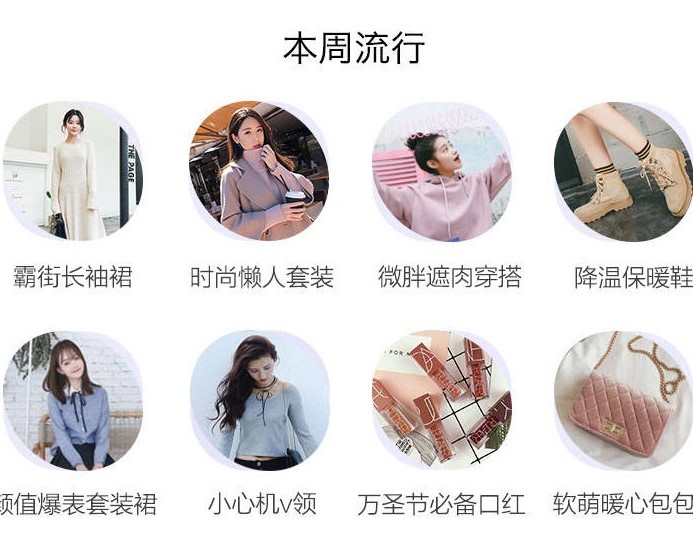 本周流行
霸街长袖裙 时尚懒人套装 微胖遮肉穿搭 降温保暖鞋
THE PAGE
颜值爆表套装裙 小心机v领 万圣节必备口红 软萌暖心包包